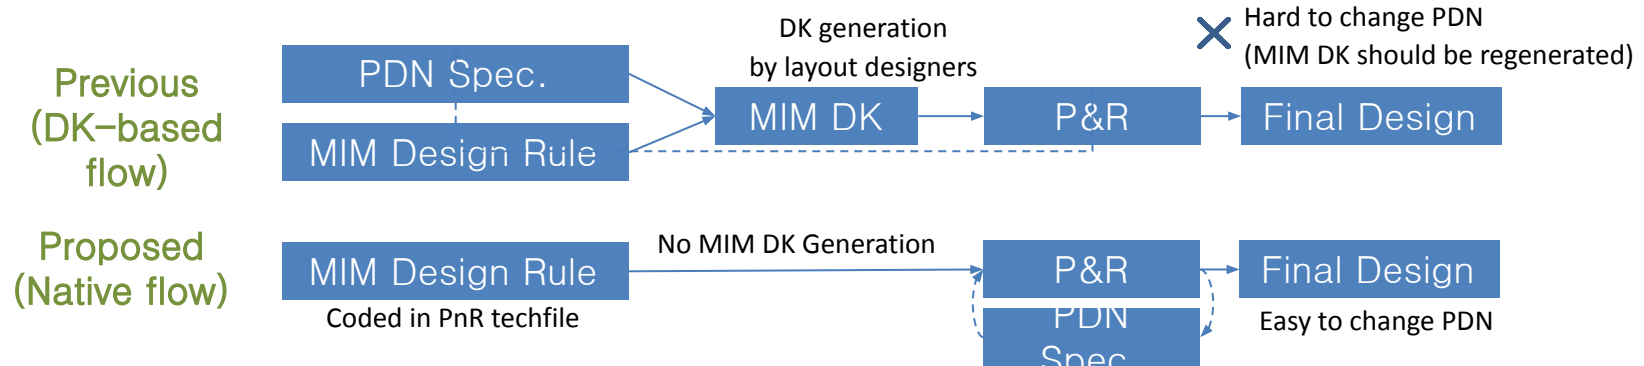 Previous
(DK-based
flow)
PDN Spec.
MIM Design Rule
DK generation
by layout designers
MIM DK
P&R
Hard to change PDN
(MIM DK should be regenerated)
Final Design
Proposed
(Native flow)
MIM Design Rule
Coded in PnR techfile
No MIM DK Generation
P&R
PDN
Spec
Final Design
Easy to change PDN